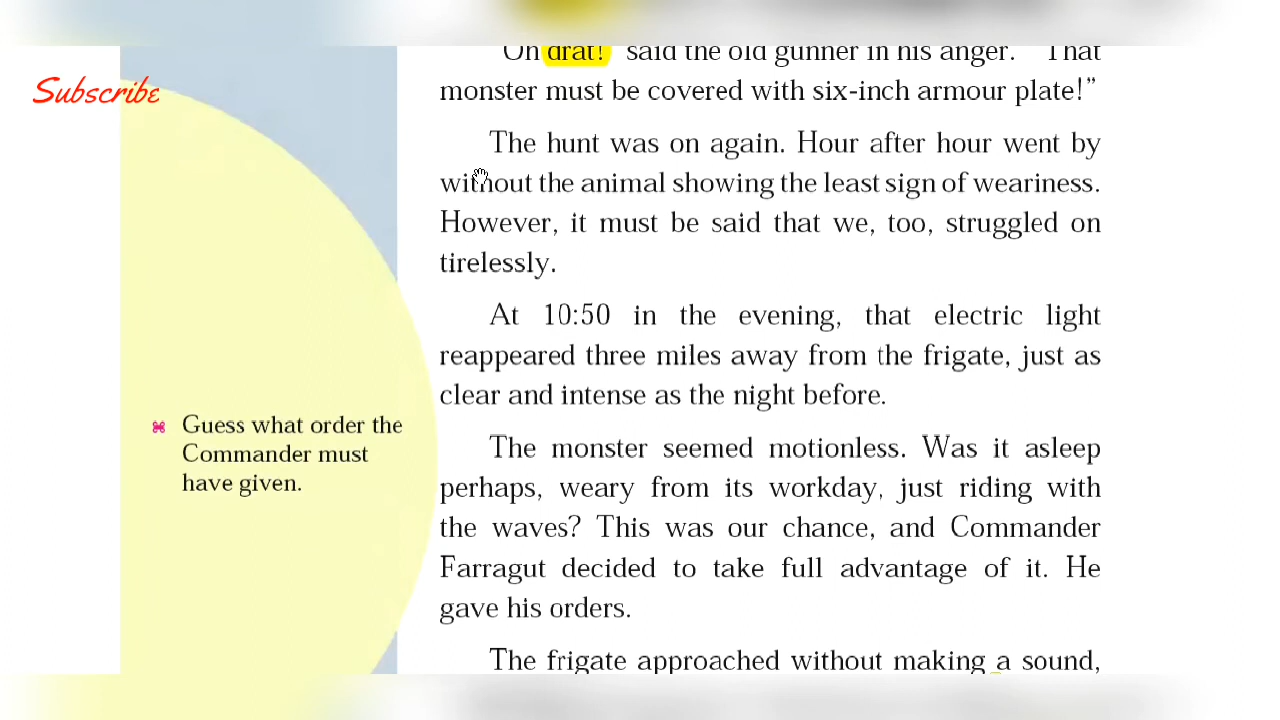 Subscribe
"Oh drat!" said the old gunner in his anger. "That
monster must be covered with six-inch armour plate!”
The hunt was on again. Hour after hour went by
without the animal showing the least sign of weariness.
However, it must be said that we, too, struggled on
tirelessly.
At 10:50 in the evening, that electric light
reappeared three miles away from the frigate, just as
clear and intense as the night before.
The monster seemed motionless. Was it asleep
perhaps, weary from its workday, just riding with
the waves? This was our chance, and Commander
Farragut decided to take full advantage of it. He
gave his orders.
The frigate approached without making a sound,
Guess what order the
Commander must
have given.